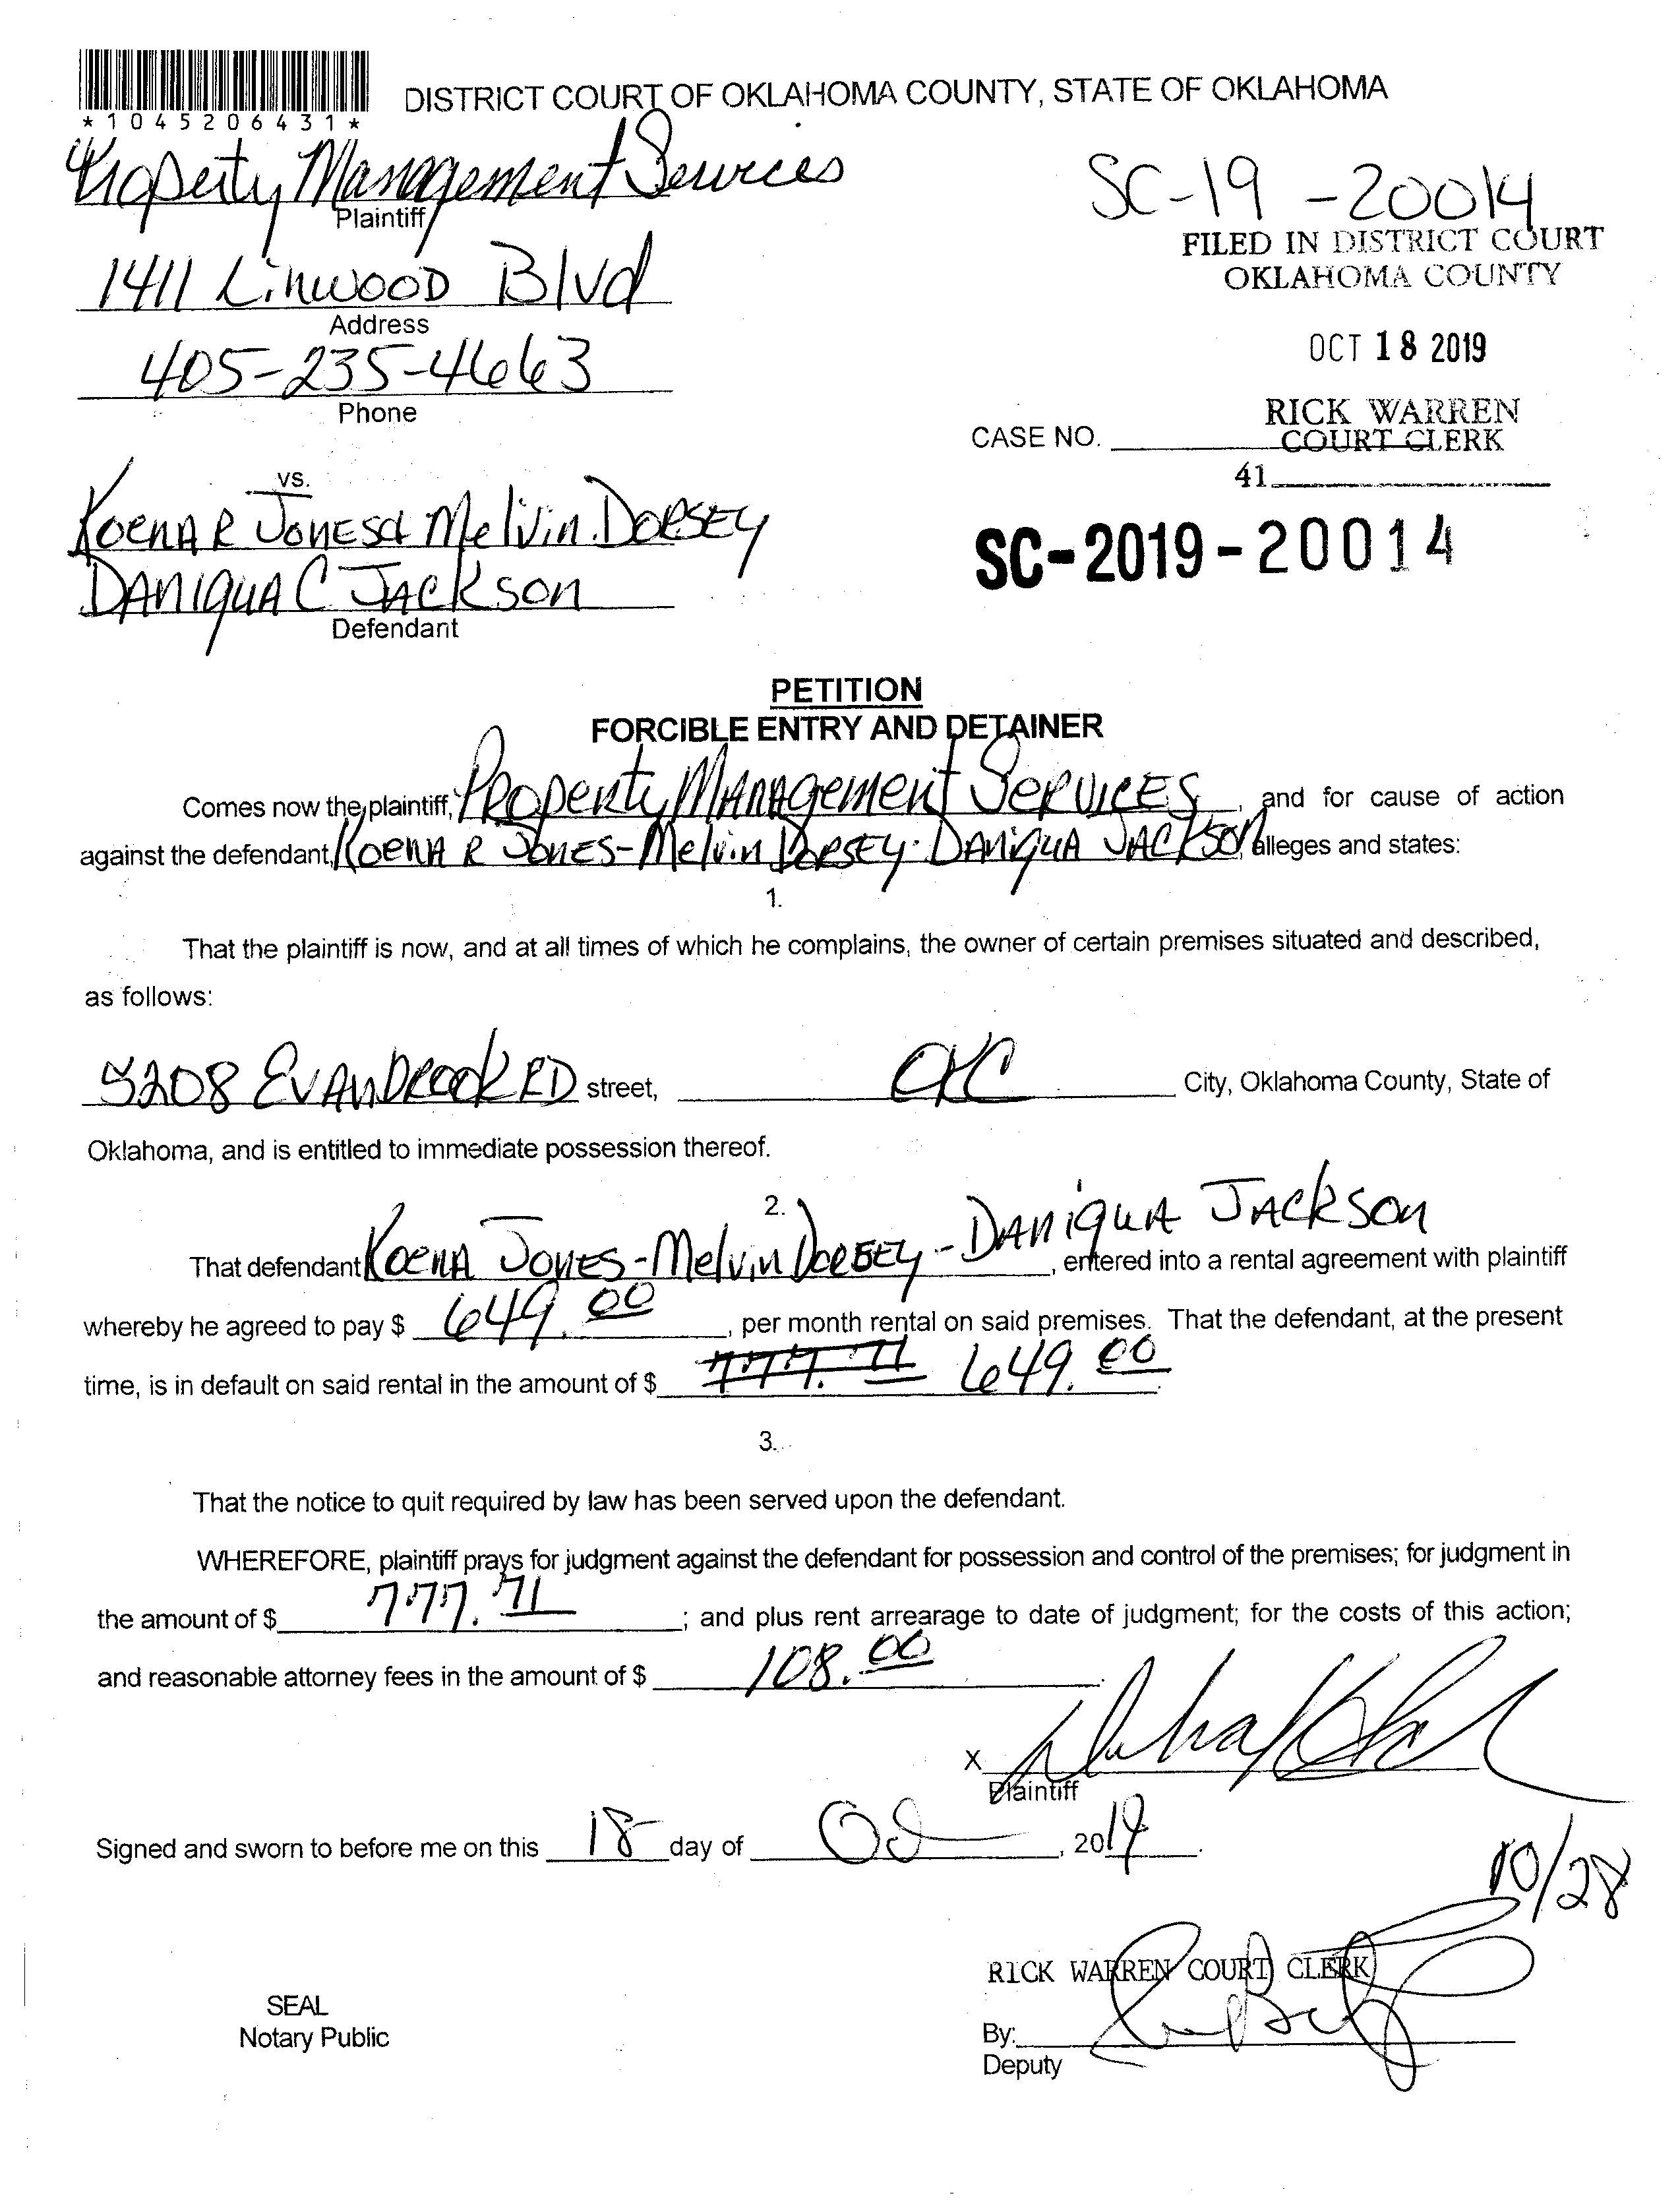 *1045206431*
DISTRICT COURT OF OKLAHOMA COUNTY, STATE OF OKLAHOMA
Property Management Services
Plaintiff
SC-19-20014
FILED IN DISTRICT COURT
OKLAHOMA COUNTY
1411 Linwood Blvd
Address
OCT 18 2019
405-235-4663
Phone
RICK WARREN
COURT CLERK
CASE NO.
41
vs.
Koena R Jones & Melvin Dorsey
SC-2019-20014
Daniqua C Jackson
Defendant
PETITION
FORCIBLE ENTRY AND DETAINER
Comes now the plaintiff, Property Management Services, and for cause of action
against the defendant, Koena R Jones-Melvin Dorsey-Daniqua Jackson, alleges and states:
1.
That the plaintiff is now, and at all times of which he complains, the owner of certain premises situated and described,
as follows:
5208 Evanbrook RD street, OKC City, Oklahoma County, State of
Oklahoma, and is entitled to immediate possession thereof.
2.
That defendant Koena Jones-Melvin Dorsey-Daniqua Jackson, entered into a rental agreement with plaintiff
whereby he agreed to pay $ 649.00, per month rental on said premises. That the defendant, at the present
time, is in default on said rental in the amount of $ 777.71 649.00.
3.
That the notice to quit required by law has been served upon the defendant.
WHEREFORE, plaintiff prays for judgment against the defendant for possession and control of the premises; for judgment in
the amount of $ 777.71; and plus rent arrearage to date of judgment; for the costs of this action;
and reasonable attorney fees in the amount of $ 108.00.
X
Plaintiff
Signed and sworn to before me on this 18 day of Oct, 2019.
10/28
RICK WARREN COURT CLERK
SEAL
Notary Public
By:
Deputy